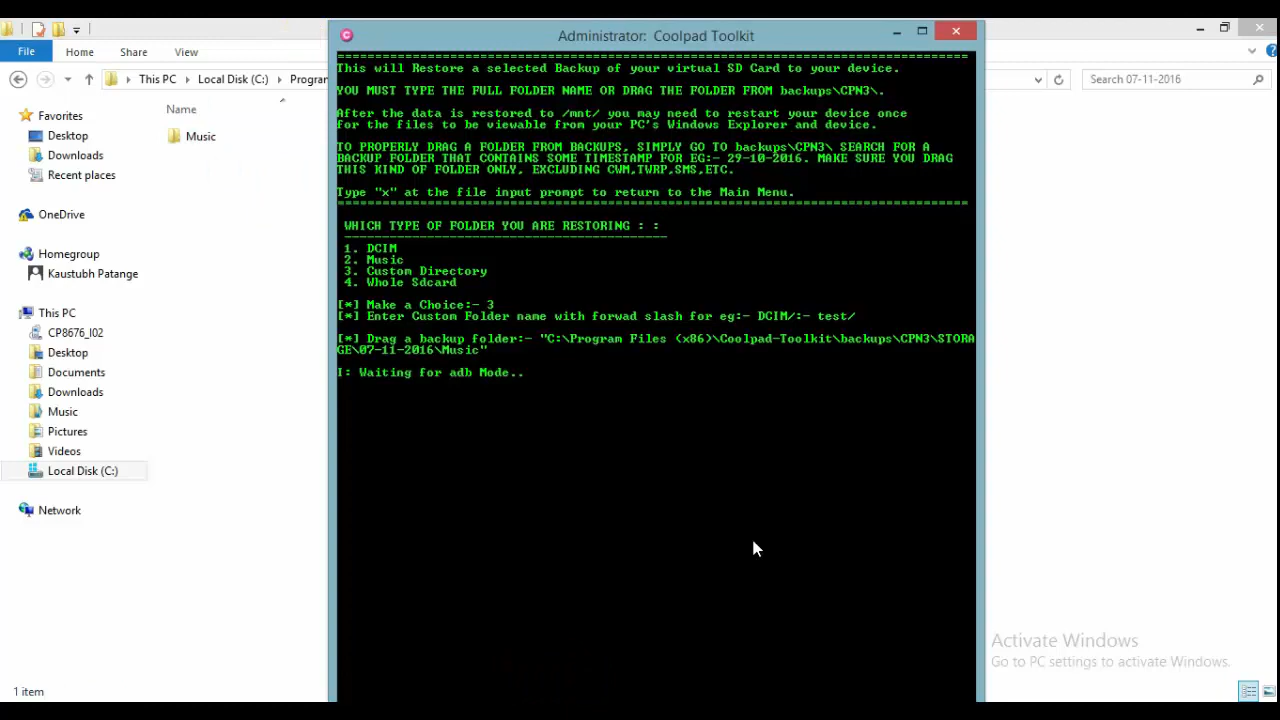 Administrator: Coolpad Toolkit
File
Home
Share
View
This PC
Local Disk (C:)
Search 07-11-2016
Favorites
Desktop
Downloads
Recent places
OneDrive
Homegroup
Kaustubh Patange
This PC
CP8676_I02
Desktop
Documents
Downloads
Music
Pictures
Videos
Local Disk (C:)
Network
1 item
Name
Music
This will Restore a selected Backup of your virtual SD Card to your device.
YOU MUST TYPE THE FULL FOLDER NAME OR DRAG THE FOLDER FROM backups\CPN3\.
After the data is restored to /mnt/ you may need to restart your device once
for the files to be viewable from your PC's Windows Explorer and device.
TO PROPERLY DRAG A FOLDER FROM BACKUPS, SIMPLY GO TO backups\CPN3\ SEARCH FOR A
BACKUP FOLDER THAT CONTAINS SOME TIMESTAMP FOR EG:- 29-10-2016. MAKE SURE YOU DRAG
THIS KIND OF FOLDER ONLY, EXCLUDING CWM,TWRP,SMS,ETC.
Type "x" at the file input prompt to return to the Main Menu.
WHICH TYPE OF FOLDER YOU ARE RESTORING : :
1. DCIM
2. Music
3. Custom Directory
4. Whole Sdcard
[*] Make a Choice:- 3
[*] Enter Custom Folder name with forwad slash for eg:- DCIM/:- test/
[*] Drag a backup folder:- "C:\Program Files (x86)\Coolpad-Toolkit\backups\CPN3\STORA
GE\07-11-2016\Music"
I: Waiting for adb Mode..
Activate Windows
Go to PC settings to activate Windows.